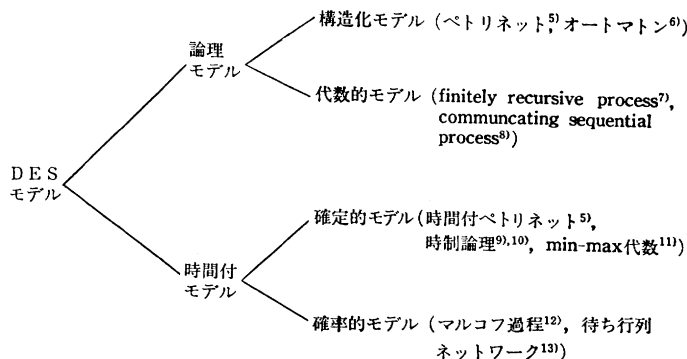 構造化モデル (ペトリネット,5) オートマトン6))
論理
モデル
代数的モデル (finitely recursive process7),
communcating sequential
process8))
DES
モデル
確定的モデル(時間付ペトリネット5),
時制論理9),10), min-max代数11))
時間付
モデル
確率的モデル (マルコフ過程12), 待ち行列
ネットワーク13))